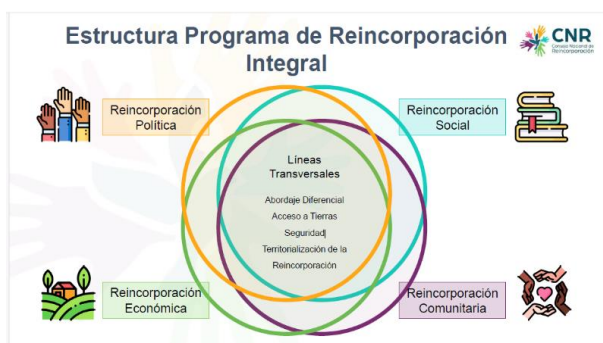 Estructura Programa de Reincorporación
Integral
CNR
Consejo Nacional de
Reincorporación
Reincorporación
Política
Reincorporación
Social
Líneas
Transversales
Abordaje Diferencial
Acceso a Tierras
Seguridad|
Territorialización de la
Reincorporación
Reincorporación
Económica
Reincorporación
Comunitaria